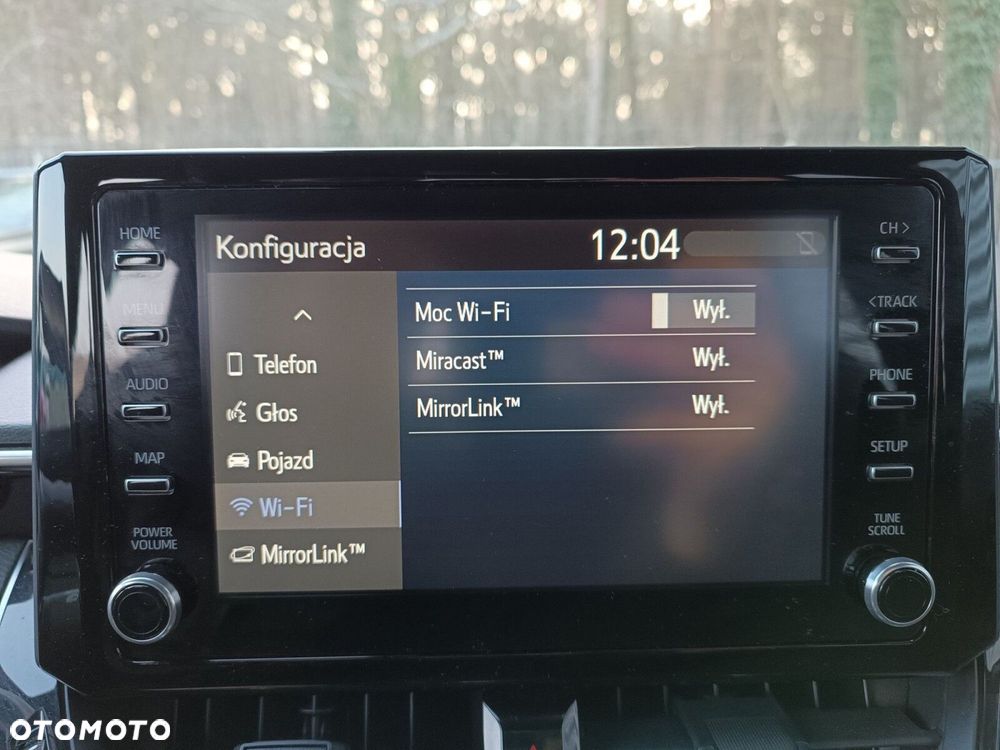 HOME
MENU
AUDIO
MAP
POWER
VOLUME
Konfiguracja 12:04
Telefon
Głos
Pojazd
Wi-Fi
MirrorLink™
Moc Wi-Fi Wył.
Miracast™ Wył.
MirrorLink™ Wył.
CH >
< TRACK
PHONE
SETUP
TUNE
SCROLL
OTOMOTO